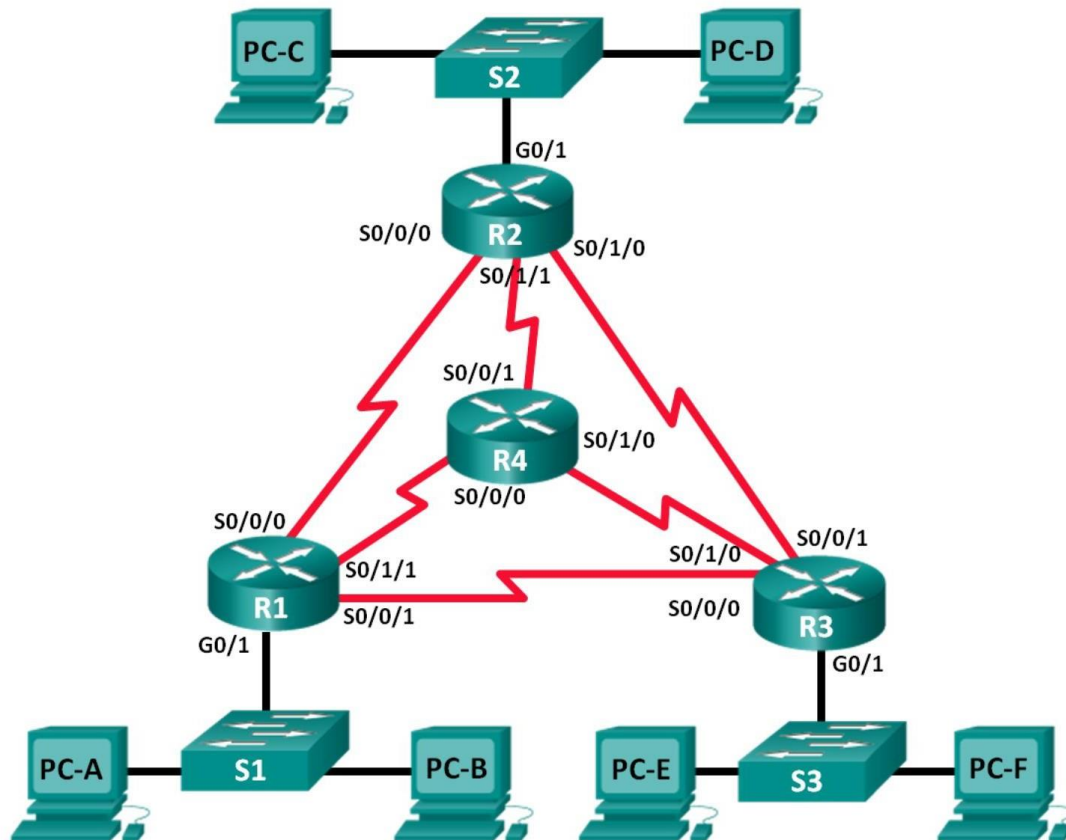 PC-C
S2
PC-D
G0/1
S0/0/0
R2
S0/1/0
S0/1/1
S0/0/1
R4
S0/1/0
S0/0/0
S0/0/0
S0/1/0
S0/0/1
R1
S0/1/1
S0/0/1
S0/0/0
R3
G0/1
G0/1
PC-A
S1
PC-B
PC-E
S3
PC-F